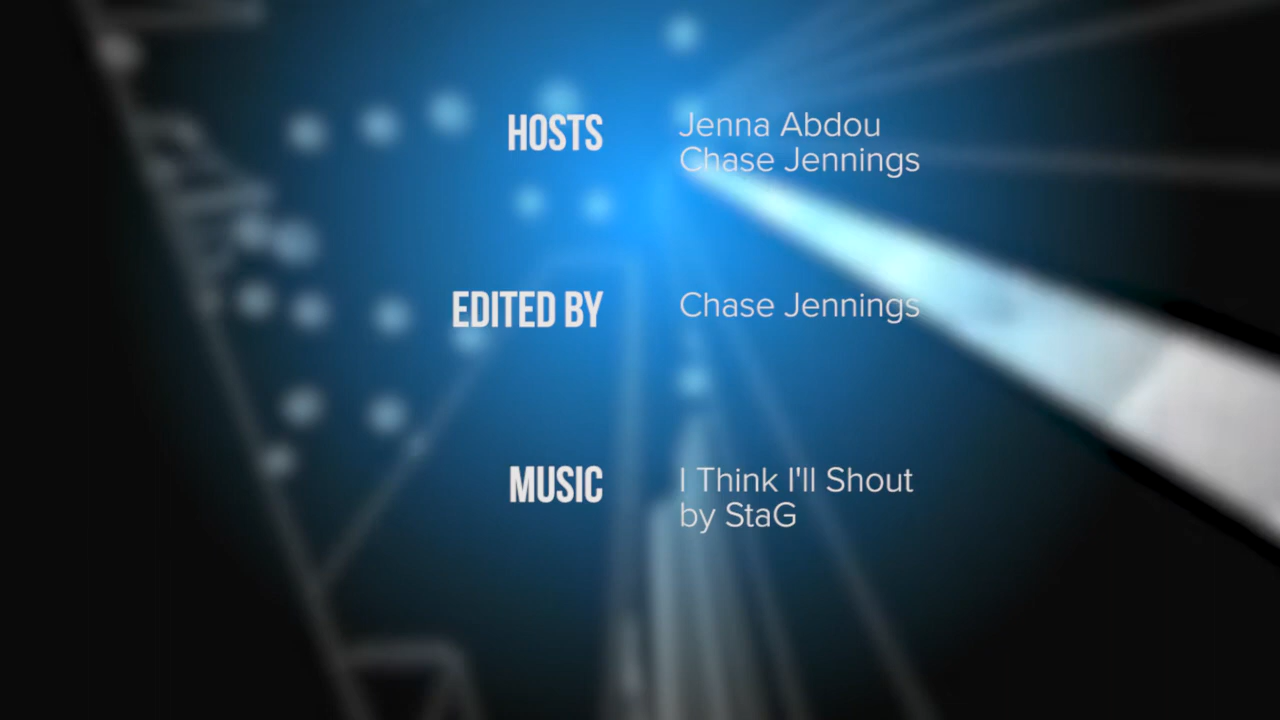 HOSTS
Jenna Abdou
Chase Jennings
EDITED BY
Chase Jennings
MUSIC
I Think I'll Shout
by StaG